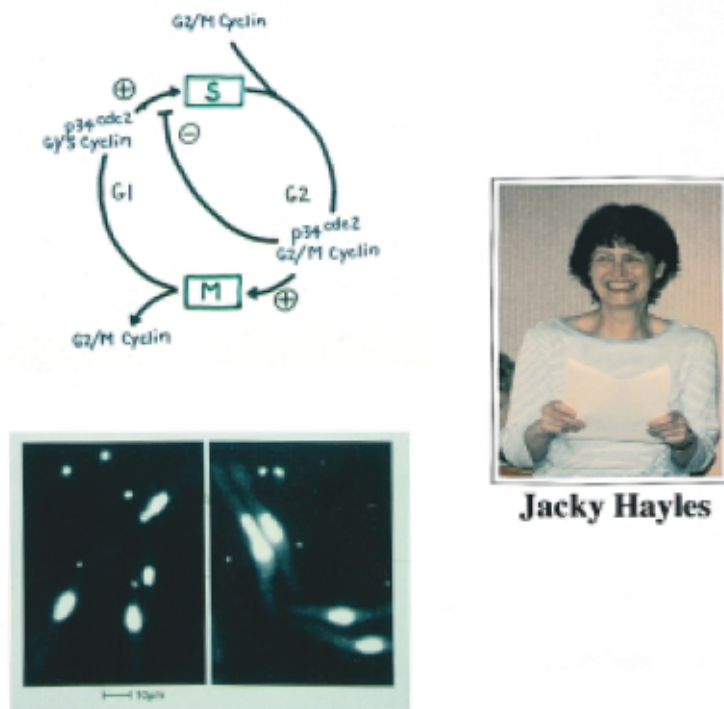 G2/M Cyclin
⊕
S
p34cdc2
G1/S Cyclin
⊖
G1
G2
p34cdc2
G2/M Cyclin
M
⊕
G2/M Cyclin
Jacky Hayles
10μm